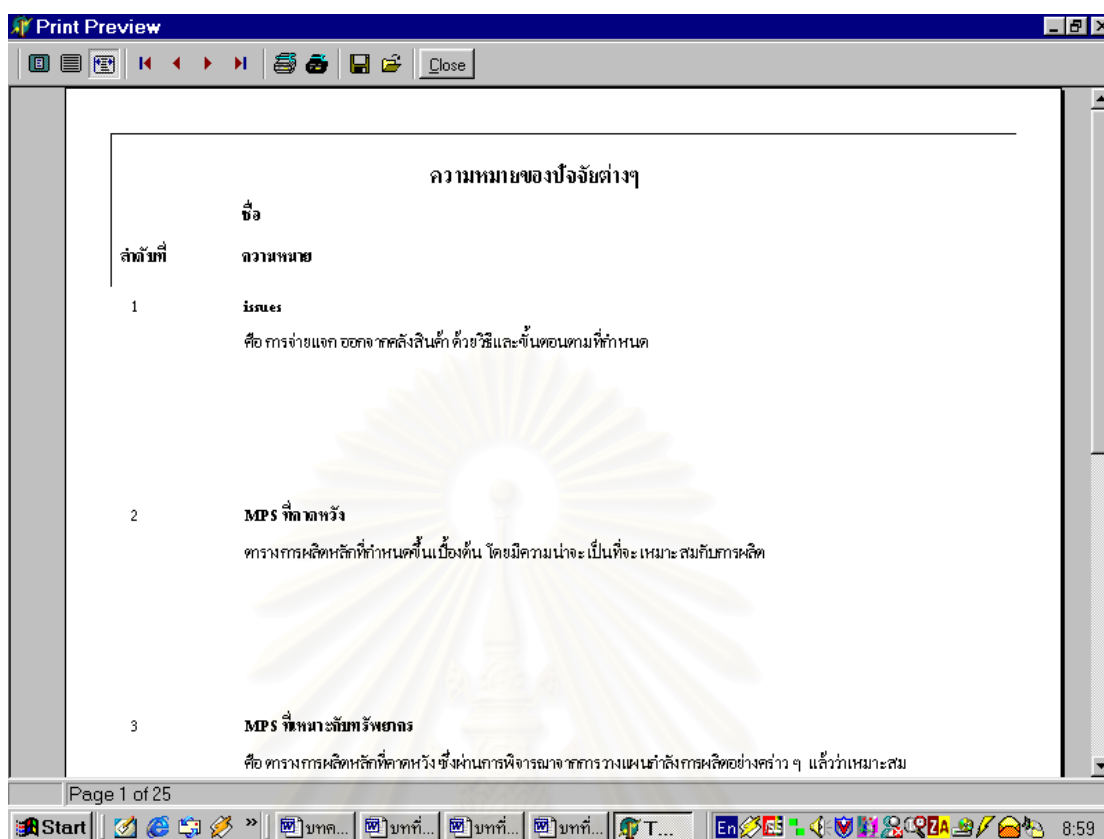 Print Preview
Close
ความหมายของปัจจัยต่างๆ
ชื่อ
ลำดับที่ ความหมาย
1 issues
คือ การจ่ายแจก ออกจากคลังสินค้า ด้วยวิธีและขั้นตอนตามที่กำหนด
2 MPS ที่คาดหวัง
ตารางการผลิตหลักที่กำหนดขึ้นเบื้องต้น โดยมีความน่าจะเป็นที่จะเหมาะสมกับการผลิต
3 MPS ที่เหมาะกับทรัพยากร
คือ ตารางการผลิตหลักที่คาดหวัง ซึ่งผ่านการพิจารณาจากการวางแผนกำลังการผลิตอย่างคร่าว ๆ แล้วว่าเหมาะสม
Page 1 of 25
Start » บทค... บทที่... บทที่... บทที่... T... En 8:59